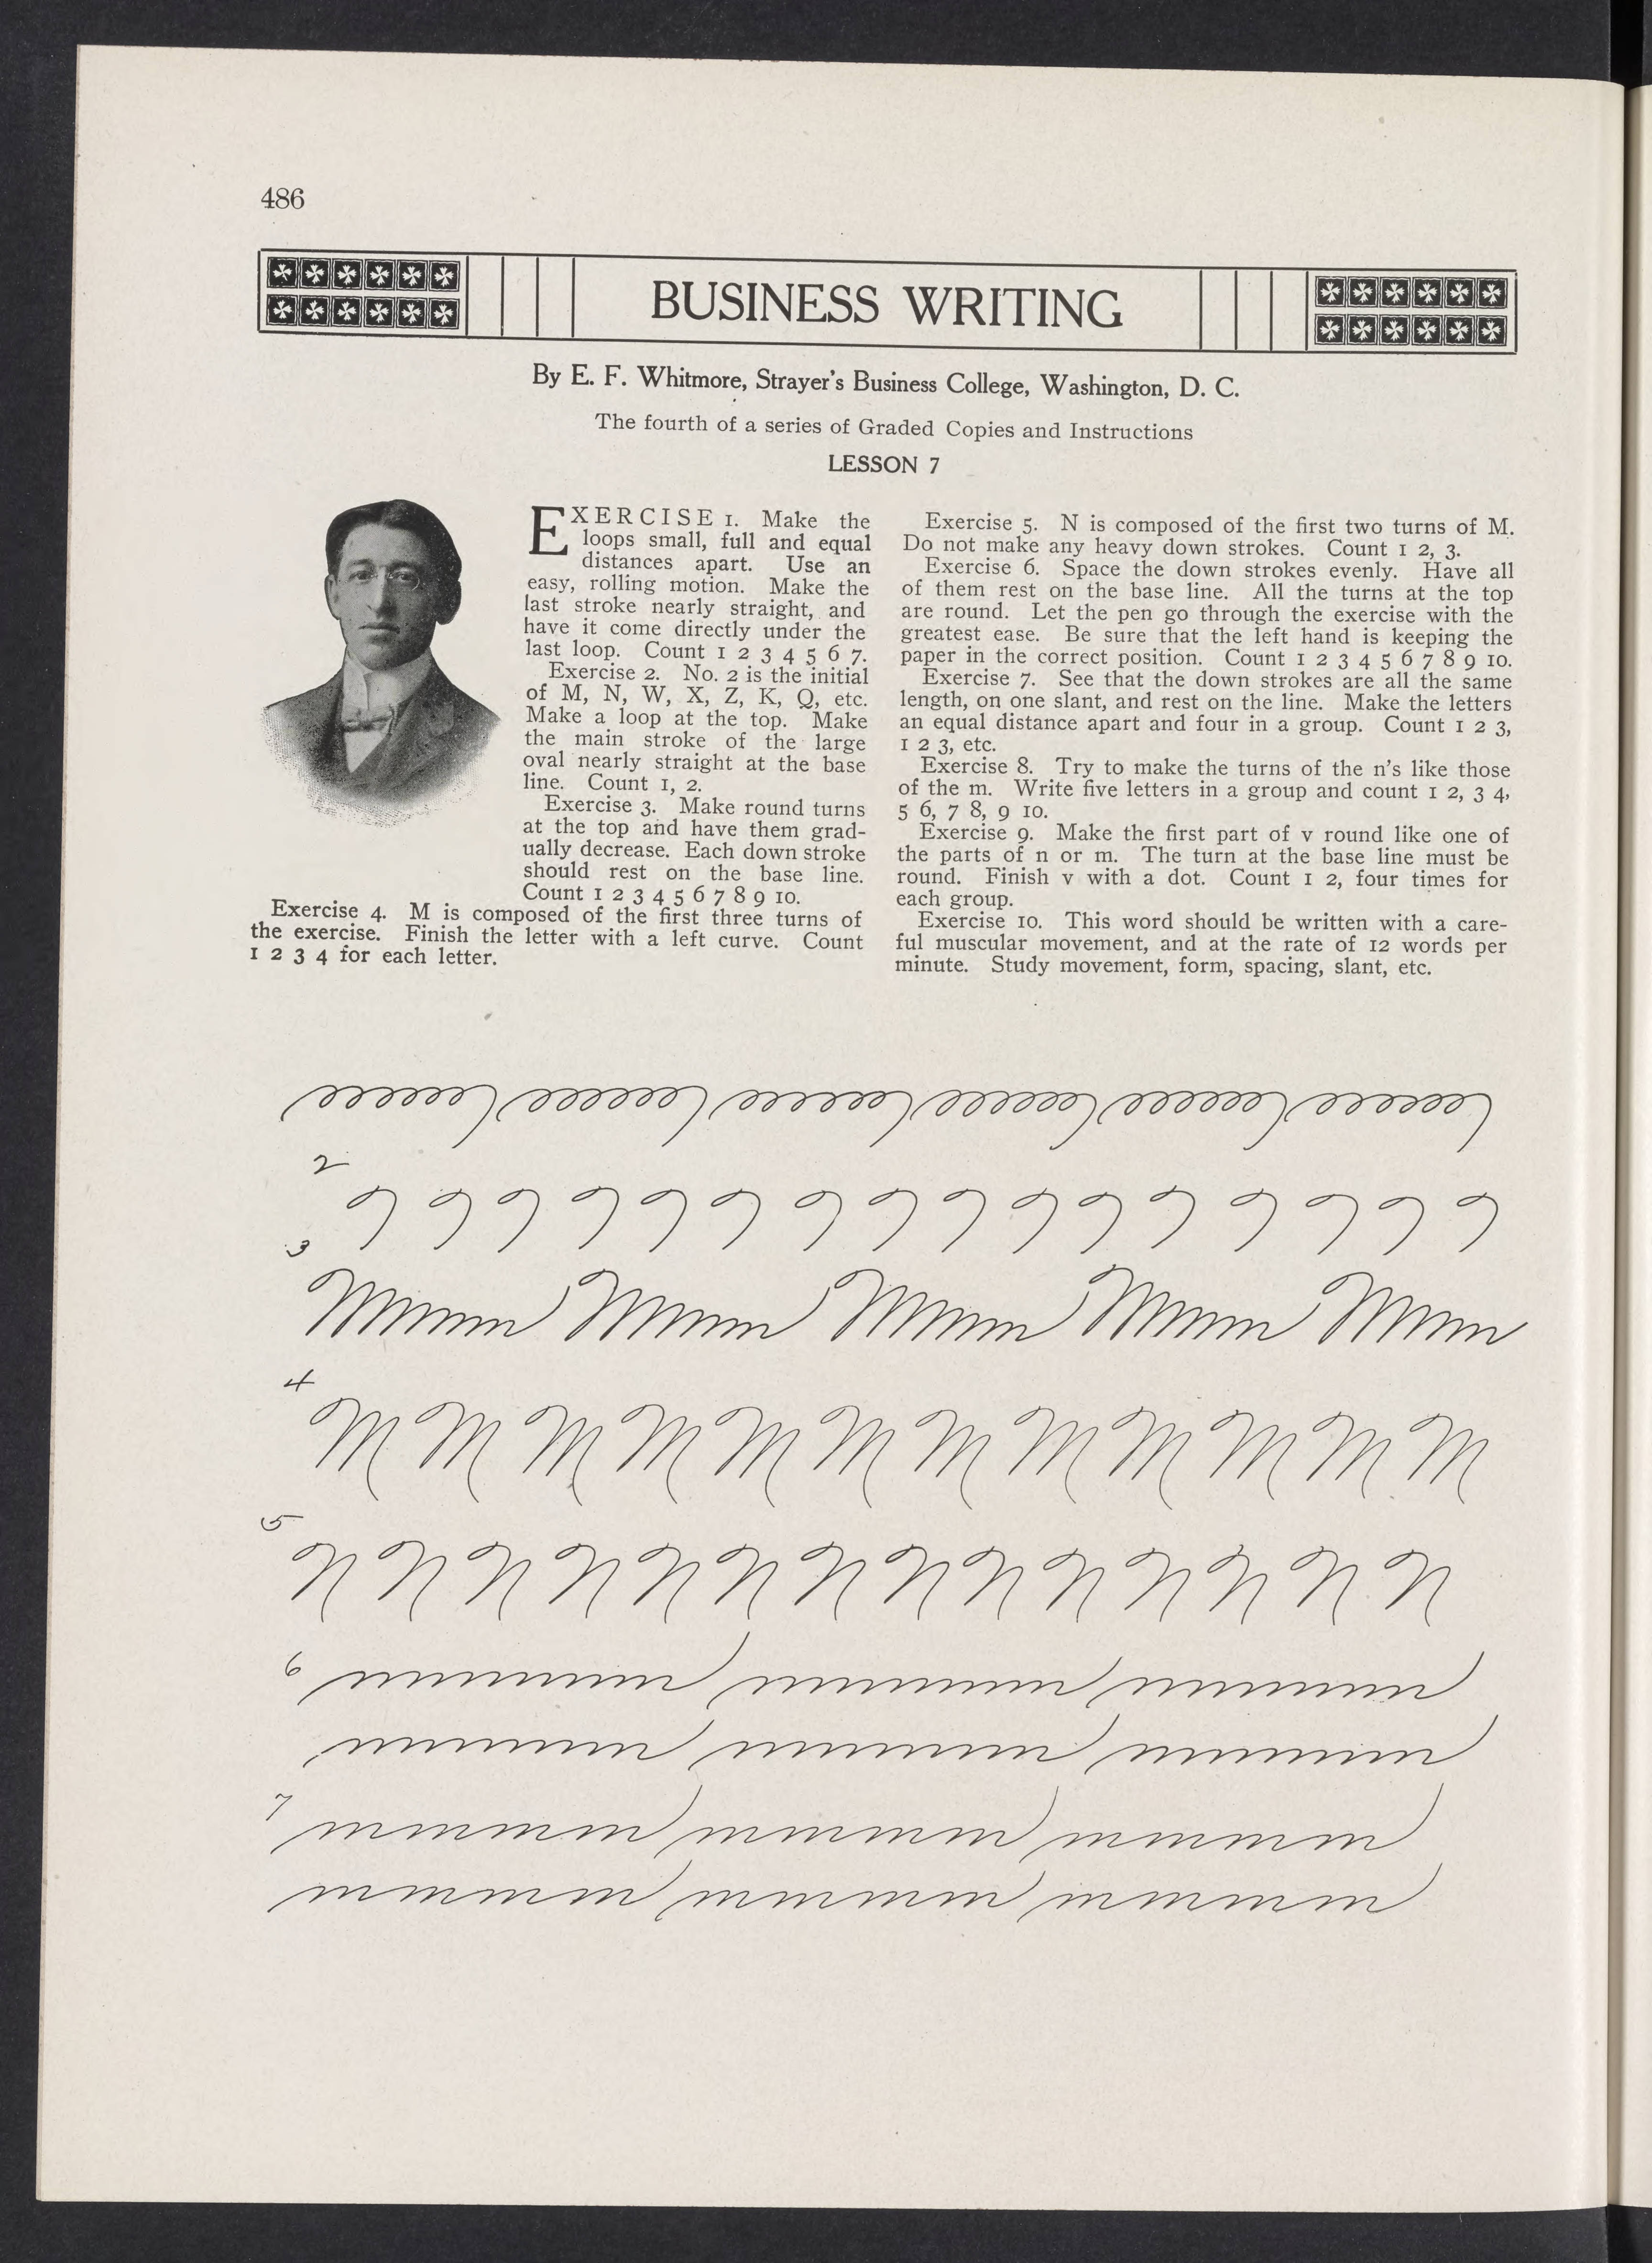 486
BUSINESS WRITING
By E. F. Whitmore, Strayer's Business College, Washington, D. C.
The fourth of a series of Graded Copies and Instructions
LESSON 7
EXERCISE 1. Make the
loops small, full and equal
distances apart. Use an
easy, rolling motion. Make the
last stroke nearly straight, and
have it come directly under the
last loop. Count 1 2 3 4 5 6 7.
Exercise 2. No. 2 is the initial
of M, N, W, X, Z, K, Q, etc.
Make a loop at the top. Make
the main stroke of the large
oval nearly straight at the base
line. Count 1, 2.
Exercise 3. Make round turns
at the top and have them grad-
ually decrease. Each down stroke
should rest on the base line.
Count 1 2 3 4 5 6 7 8 9 10.
Exercise 4. M is composed of the first three turns of
the exercise. Finish the letter with a left curve. Count
1 2 3 4 for each letter.
Exercise 5. N is composed of the first two turns of M.
Do not make any heavy down strokes. Count 1 2, 3.
Exercise 6. Space the down strokes evenly. Have all
of them rest on the base line. All the turns at the top
are round. Let the pen go through the exercise with the
greatest ease. Be sure that the left hand is keeping the
paper in the correct position. Count 1 2 3 4 5 6 7 8 9 10.
Exercise 7. See that the down strokes are all the same
length, on one slant, and rest on the line. Make the letters
an equal distance apart and four in a group. Count 1 2 3,
1 2 3, etc.
Exercise 8. Try to make the turns of the n's like those
of the m. Write five letters in a group and count 1 2, 3 4,
5 6, 7 8, 9 10.
Exercise 9. Make the first part of v round like one of
the parts of n or m. The turn at the base line must be
round. Finish v with a dot. Count 1 2, four times for
each group.
Exercise 10. This word should be written with a care-
ful muscular movement, and at the rate of 12 words per
minute. Study movement, form, spacing, slant, etc.
2
3
4
M M M M M M M M M M M M
5
N N N N N N N N N N N N N N
6
7
mmmmm mmmmm mmmmm
mmmmm mmmmm mmmmm